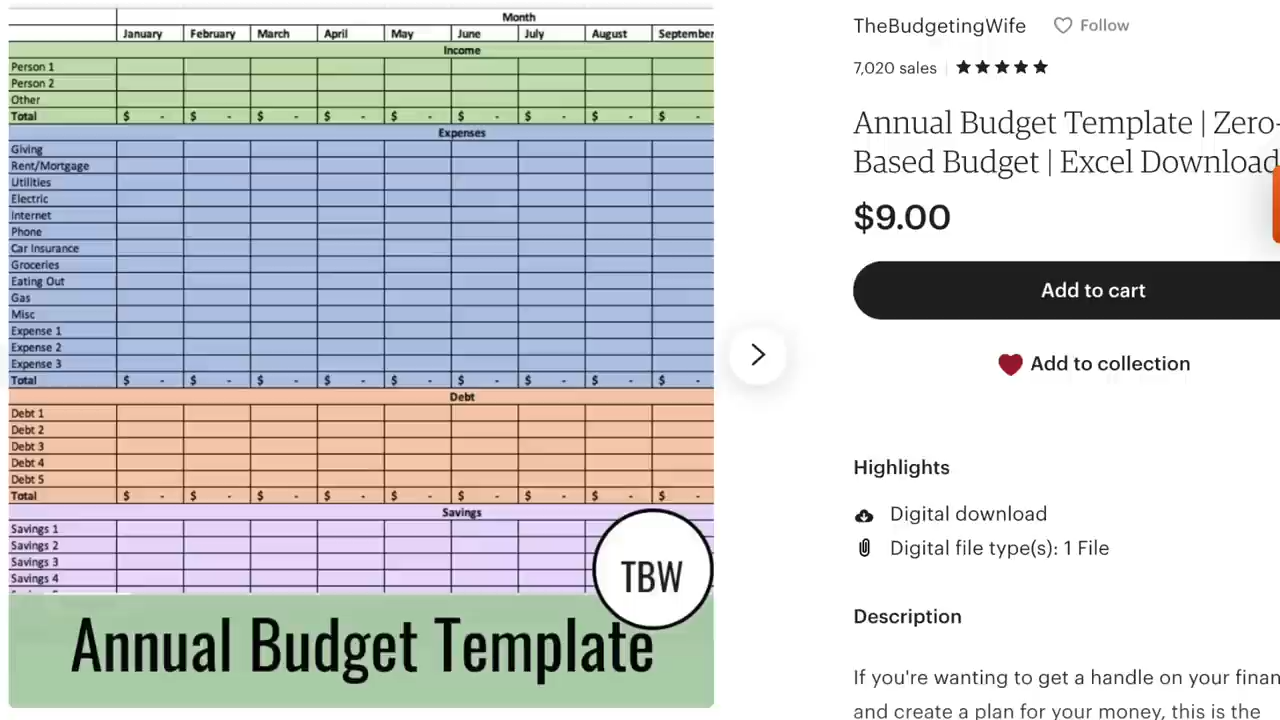 Month
January February March April May June July August September
Income
Person 1
Person 2
Other
Total $ - $ - $ - $ - $ - $ - $ - $ - $ -
Expenses
Giving
Rent/Mortgage
Utilities
Electric
Internet
Phone
Car Insurance
Groceries
Eating Out
Gas
Misc
Expense 1
Expense 2
Expense 3
Total $ - $ - $ - $ - $ - $ - $ - $ - $ -
Debt
Debt 1
Debt 2
Debt 3
Debt 4
Debt 5
Total $ - $ - $ - $ - $ - $ - $ - $ - $ -
Savings
Savings 1
Savings 2
Savings 3
Savings 4
TBW
Annual Budget Template
TheBudgetingWife Follow
7,020 sales
Annual Budget Template | Zero-
Based Budget | Excel Download
$9.00
Add to cart
Add to collection
Highlights
Digital download
Digital file type(s): 1 File
Description
If you're wanting to get a handle on your finan
and create a plan for your money, this is the